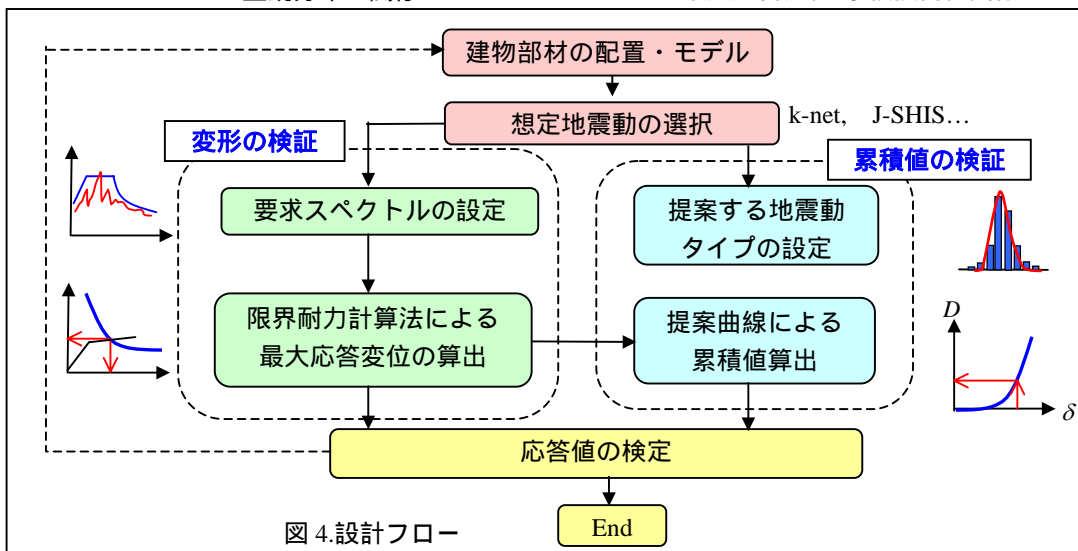 建物部材の配置・モデル
想定地震動の選択
k-net, J-SHIS…
変形の検証
累積値の検証
要求スペクトルの設定
提案する地震動
タイプの設定
限界耐力計算法による
最大応答変位の算出
提案曲線による
累積値算出
D
δ
応答値の検定
End
図 4.設計フロー